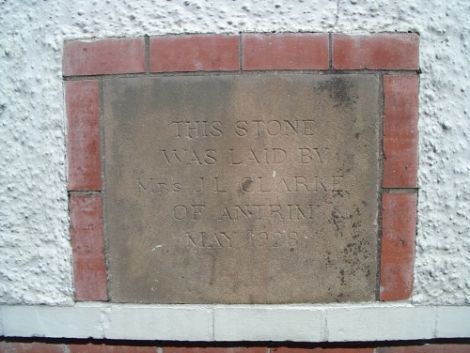 THIS STONE
WAS LAID BY
MRS J L CLARKE
OF ANTRIM
MAY